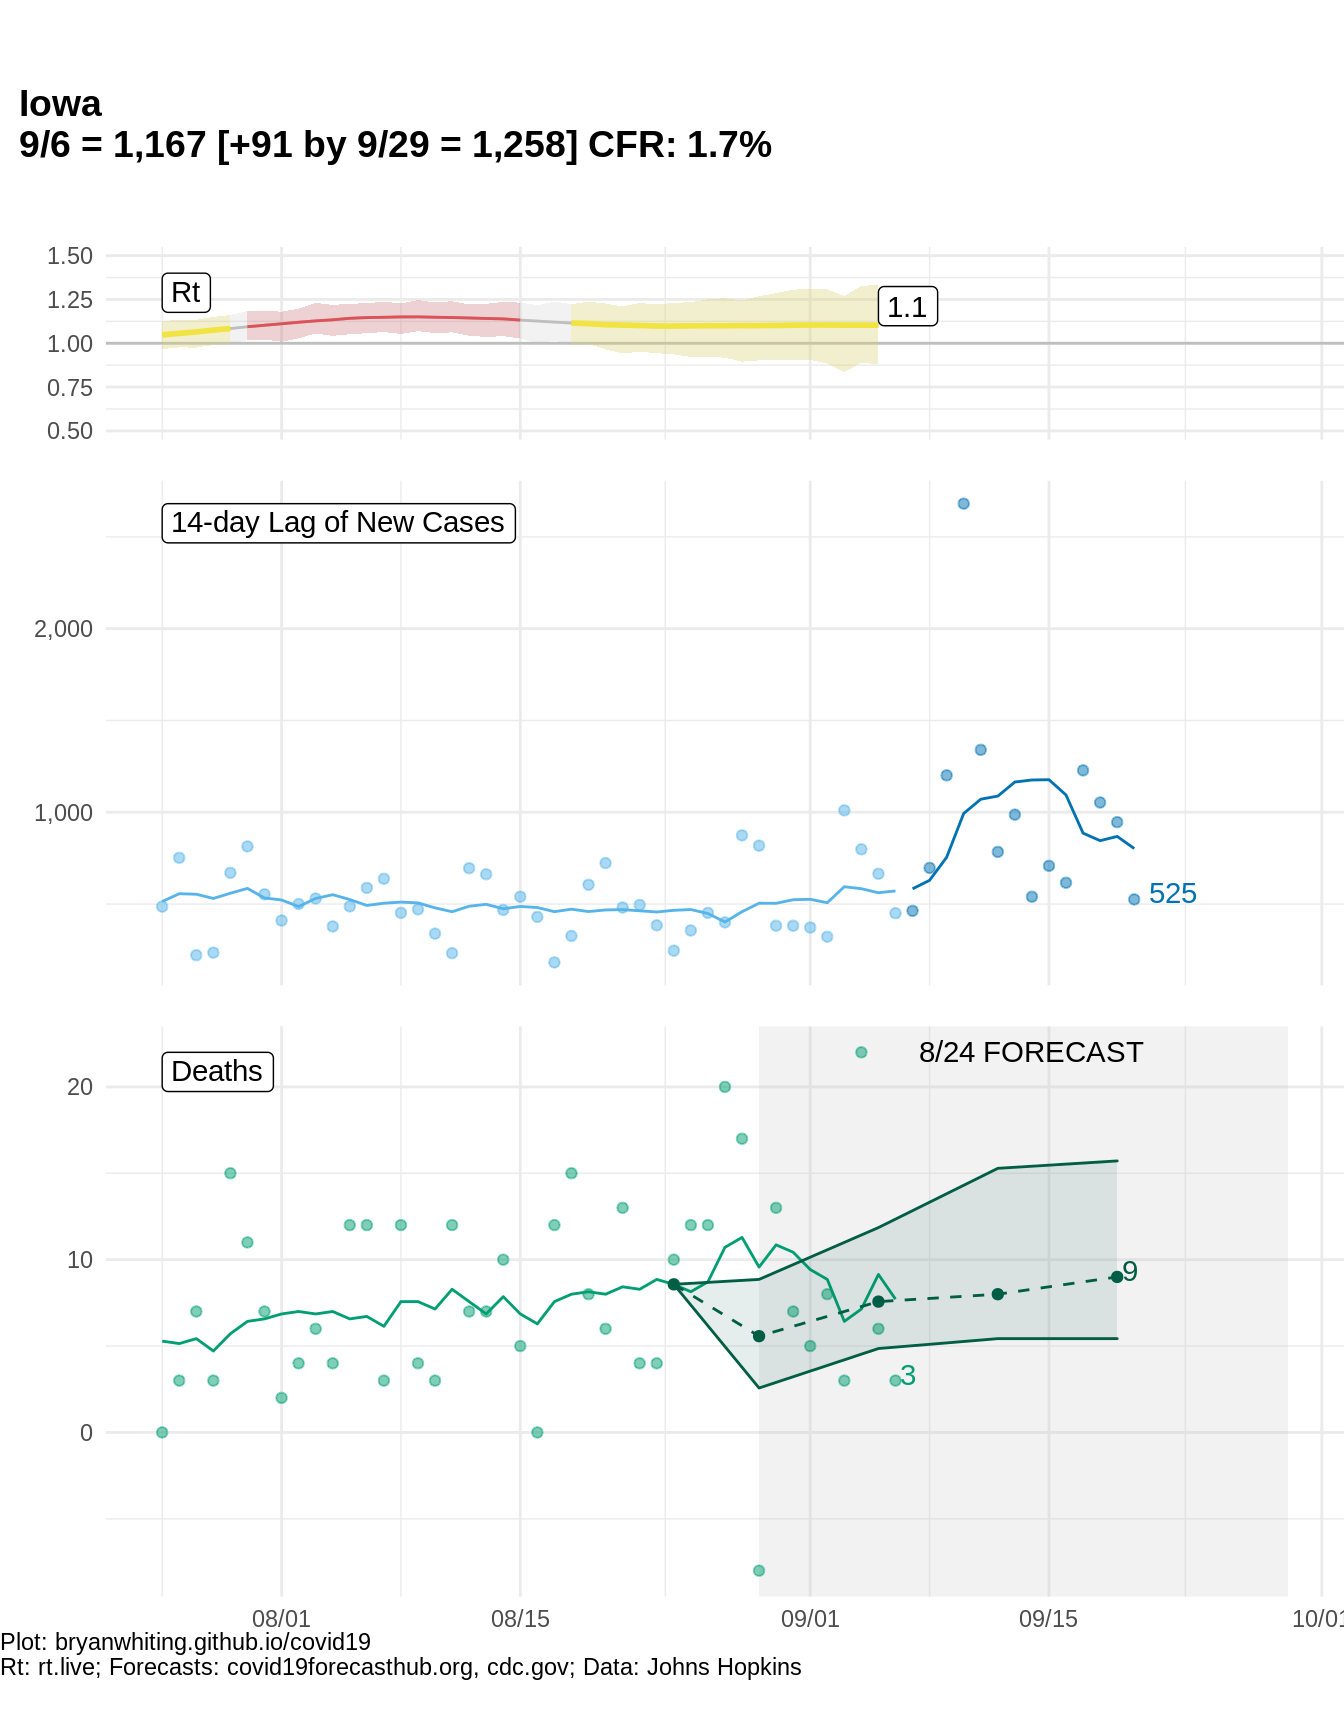 Iowa
9/6 = 1,167 [+91 by 9/29 = 1,258] CFR: 1.7%
1.50
1.25
1.00
0.75
0.50
Rt
1.1
14-day Lag of New Cases
2,000
1,000
525
Deaths
8/24 FORECAST
20
10
0
9
3
08/01 08/15 09/01 09/15 10/01
Plot: bryanwhiting.github.io/covid19
Rt: rt.live; Forecasts: covid19forecasthub.org, cdc.gov; Data: Johns Hopkins